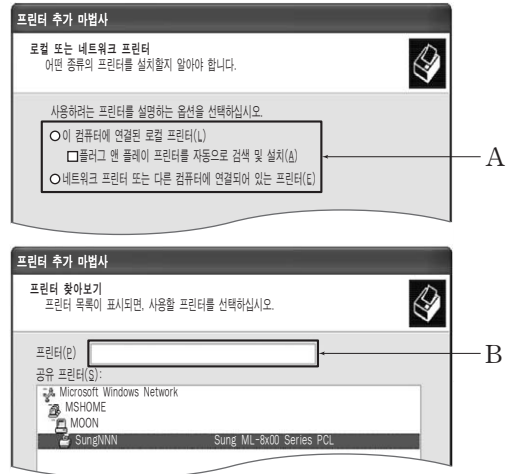 프린터 추가 마법사
로컬 또는 네트워크 프린터
어떤 종류의 프린터를 설치할지 알아야 합니다.
사용하려는 프린터를 설명하는 옵션을 선택하십시오.
이 컴퓨터에 연결된 로컬 프린터(L)
플러그 앤 플레이 프린터를 자동으로 검색 및 설치(A)
네트워크 프린터 또는 다른 컴퓨터에 연결되어 있는 프린터(E)
A
프린터 추가 마법사
프린터 찾아보기
프린터 목록이 표시되면, 사용할 프린터를 선택하십시오.
프린터(P)
B
공유 프린터(S):
Microsoft Windows Network
MSHOME
MOON
SungNNN Sung ML-8x00 Series PCL